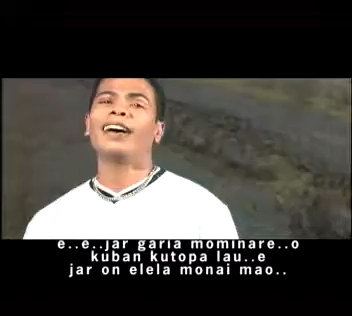 e..e..jar garia mominare..o
kuban kutopa lau..e
jar on elela monai mao..